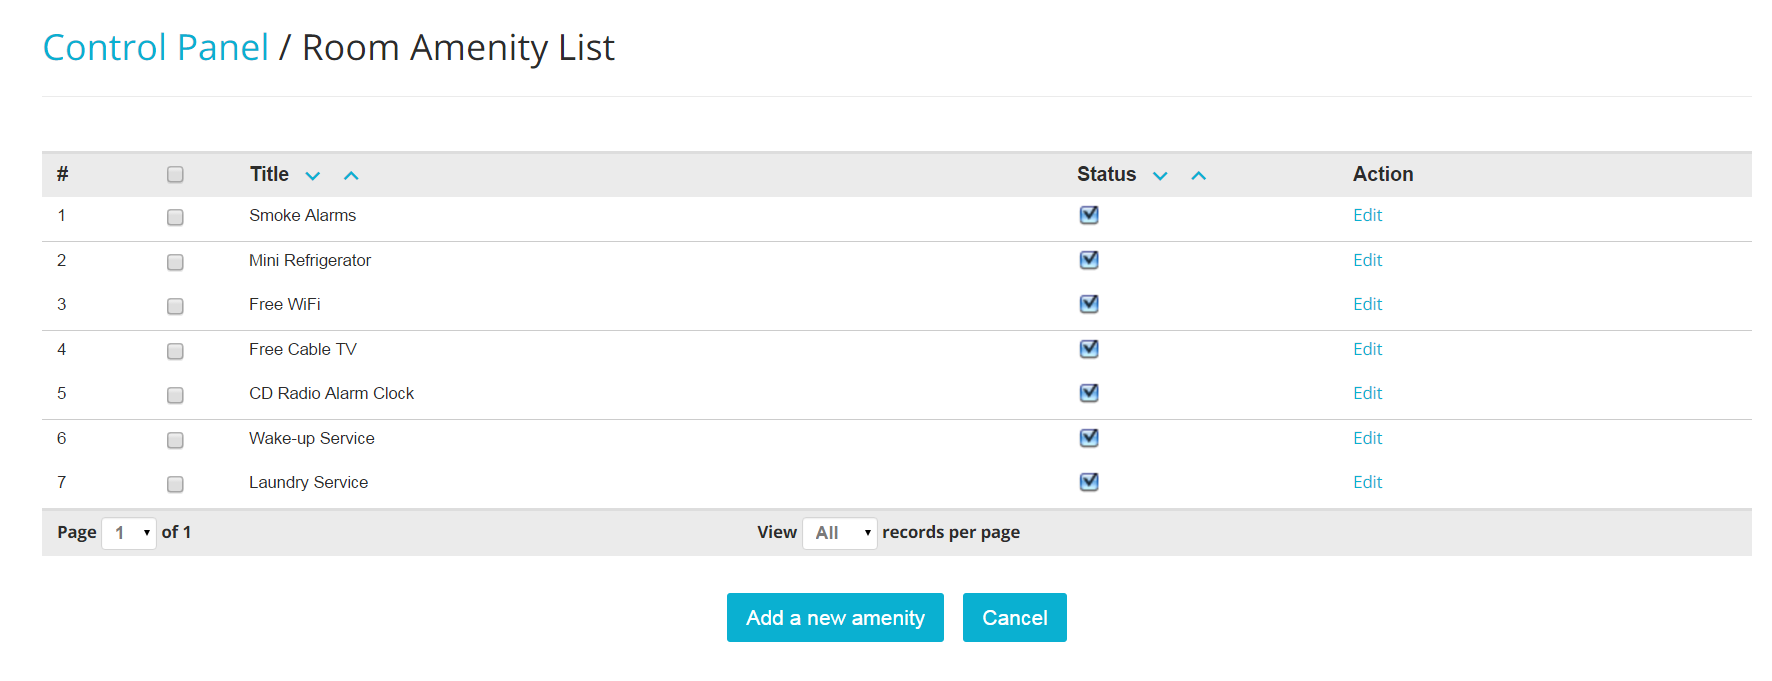 Control Panel / Room Amenity List
# Title Status Action
1 Smoke Alarms Edit
2 Mini Refrigerator Edit
3 Free WiFi Edit
4 Free Cable TV Edit
5 CD Radio Alarm Clock Edit
6 Wake-up Service Edit
7 Laundry Service Edit
Page 1 of 1 View All records per page
Add a new amenity Cancel